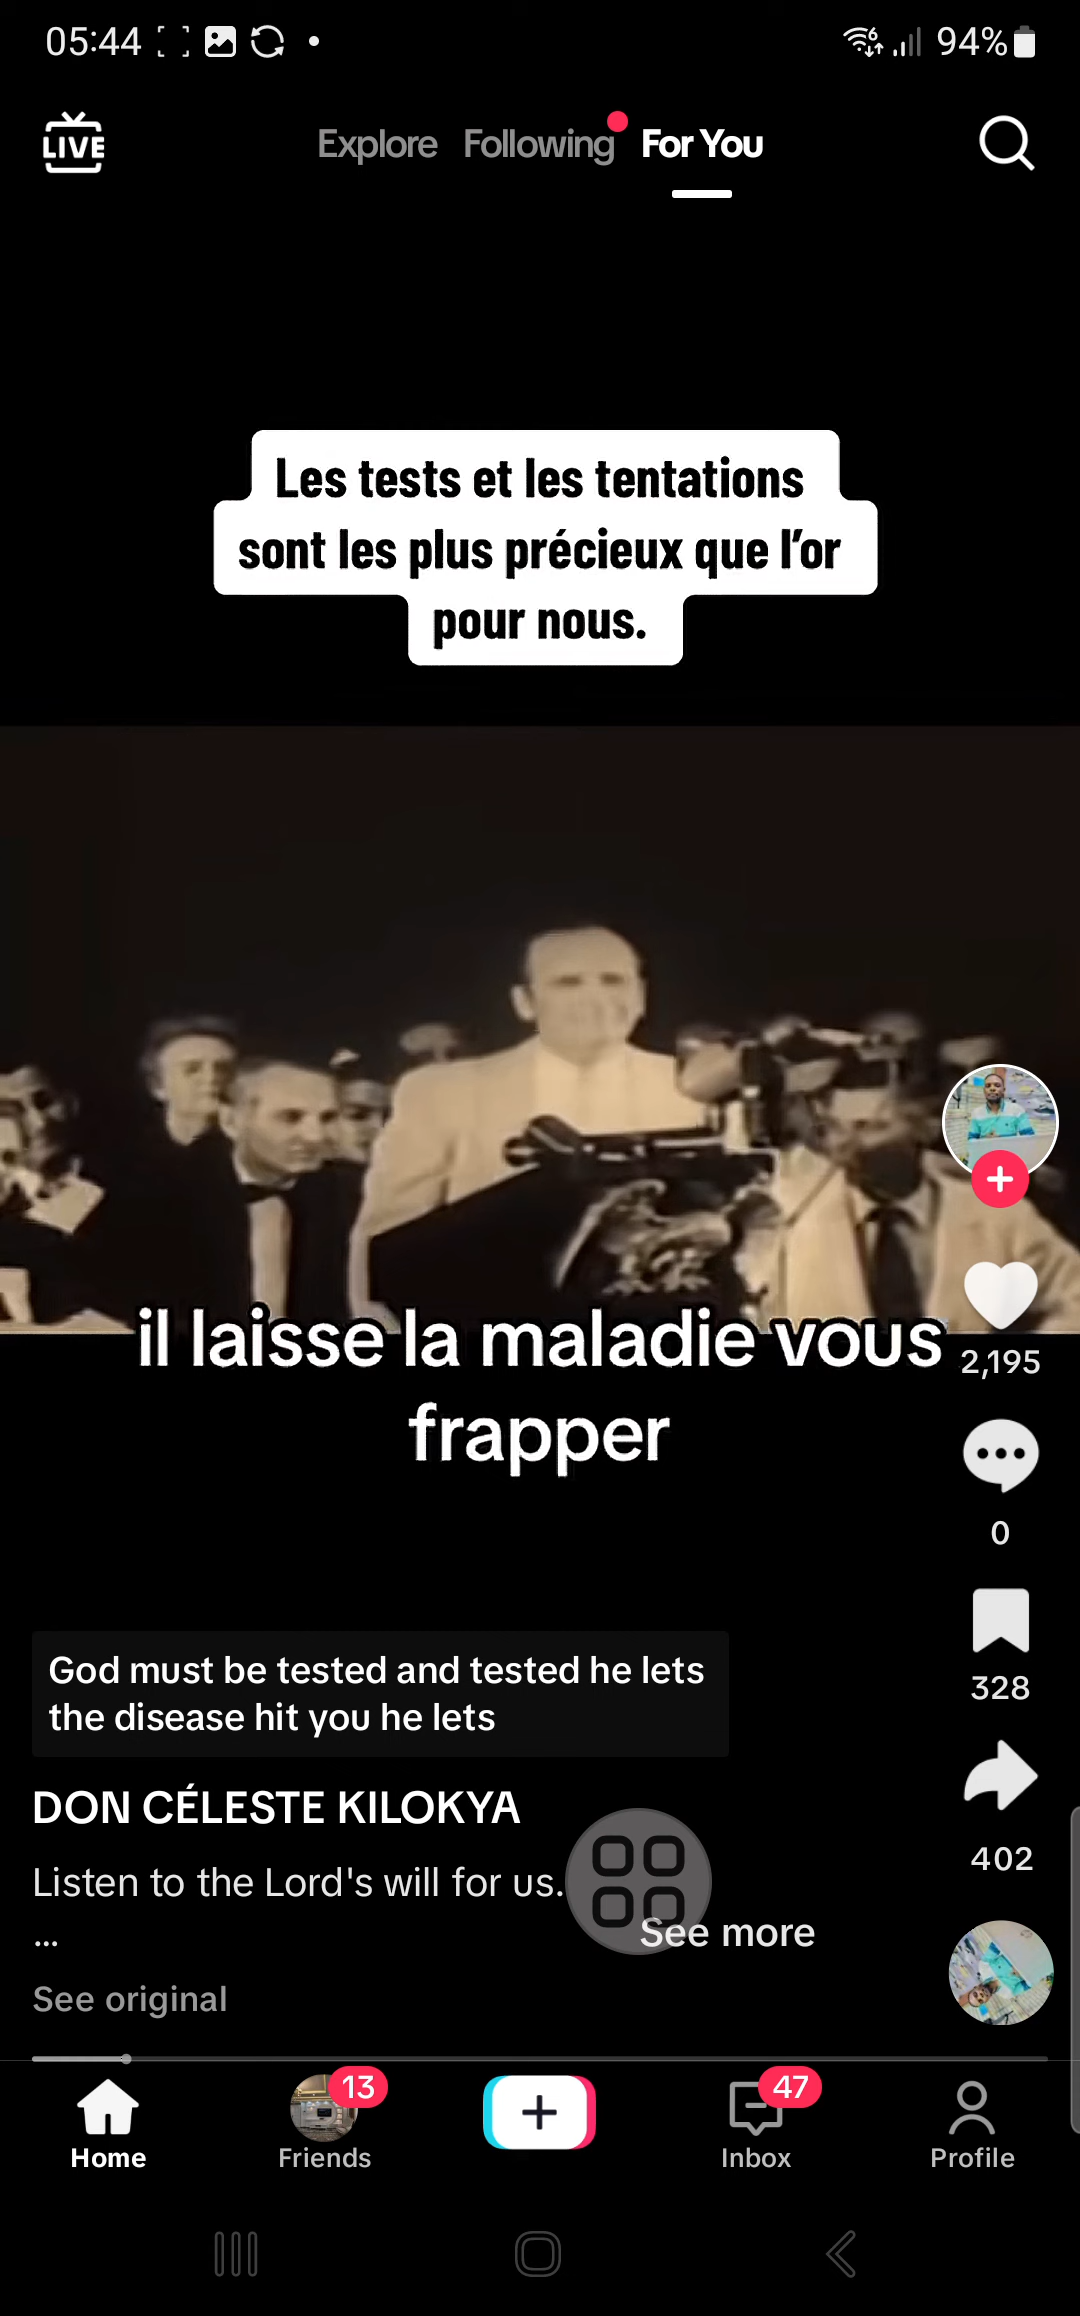 05:44
94%
LIVE
Explore Following For You
Les tests et les tentations
sont les plus précieux que l'or
pour nous.
il laisse la maladie vous
frapper
2,195
0
328
402
God must be tested and tested he lets
the disease hit you he lets
DON CÉLESTE KILOKYA
Listen to the Lord's will for us.
...
See more
See original
13
47
Home
Friends
Inbox
Profile